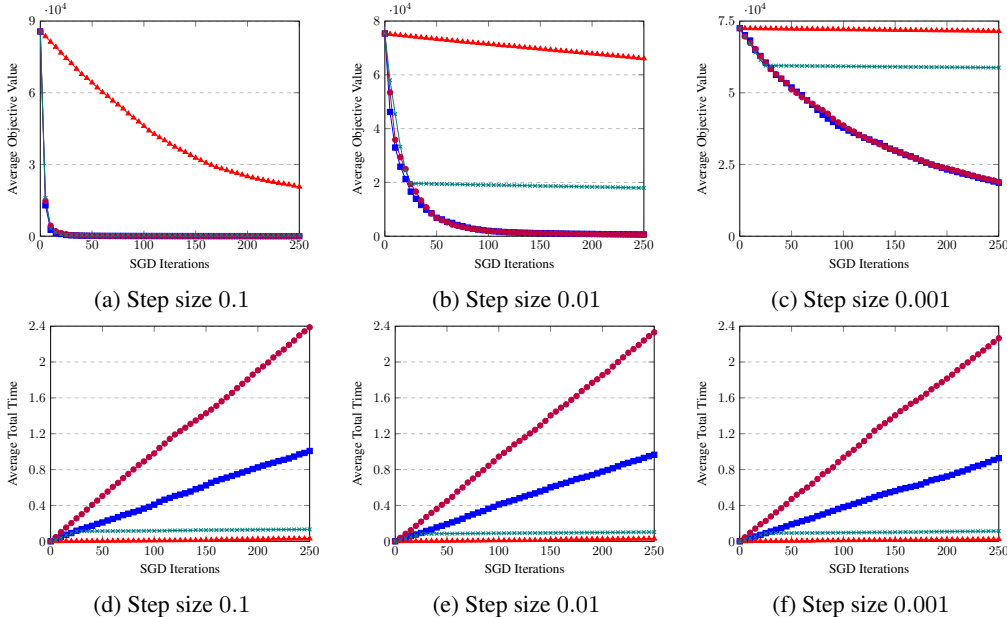 ·10^4 ·10^4 ·10^4
9 8 7.5
6 6 5
3 4 2.5
2
0 0 0
Average Objective Value Average Objective Value Average Objective Value
0 50 100 150 200 250 0 50 100 150 200 250 0 50 100 150 200 250
SGD Iterations SGD Iterations SGD Iterations
(a) Step size 0.1 (b) Step size 0.01 (c) Step size 0.001
2.4 2.4 2.4
2 2 2
1.6 1.6 1.6
1.2 1.2 1.2
0.8 0.8 0.8
0.4 0.4 0.4
0 0 0
Average Total Time Average Total Time Average Total Time
0 50 100 150 200 250 0 50 100 150 200 250 0 50 100 150 200 250
SGD Iterations SGD Iterations SGD Iterations
(d) Step size 0.1 (e) Step size 0.01 (f) Step size 0.001